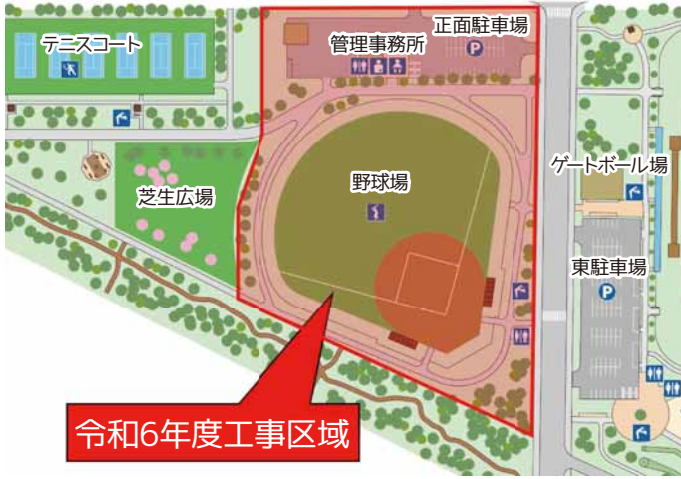 テニスコート
正面駐車場
P
管理事務所
芝生広場
野球場
ゲートボール場
東駐車場
P
令和6年度工事区域